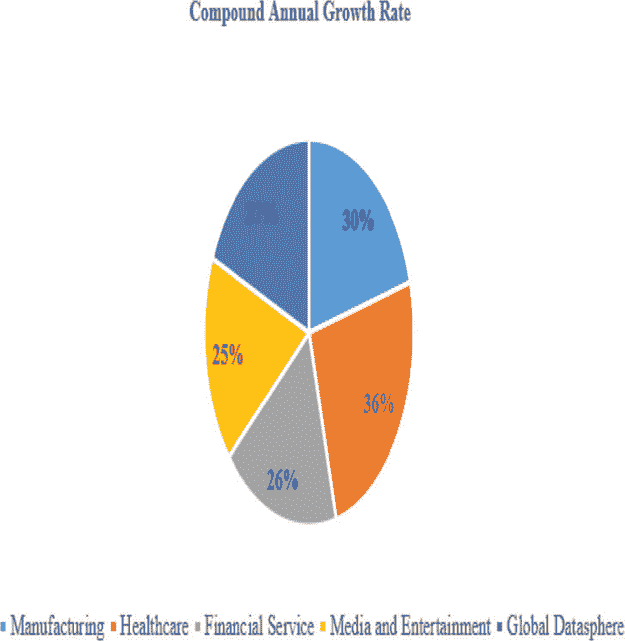 Compound Annual Growth Rate
30%
36%
26%
25%
Manufacturing Healthcare Financial Service Media and Entertainment Global Datasphere